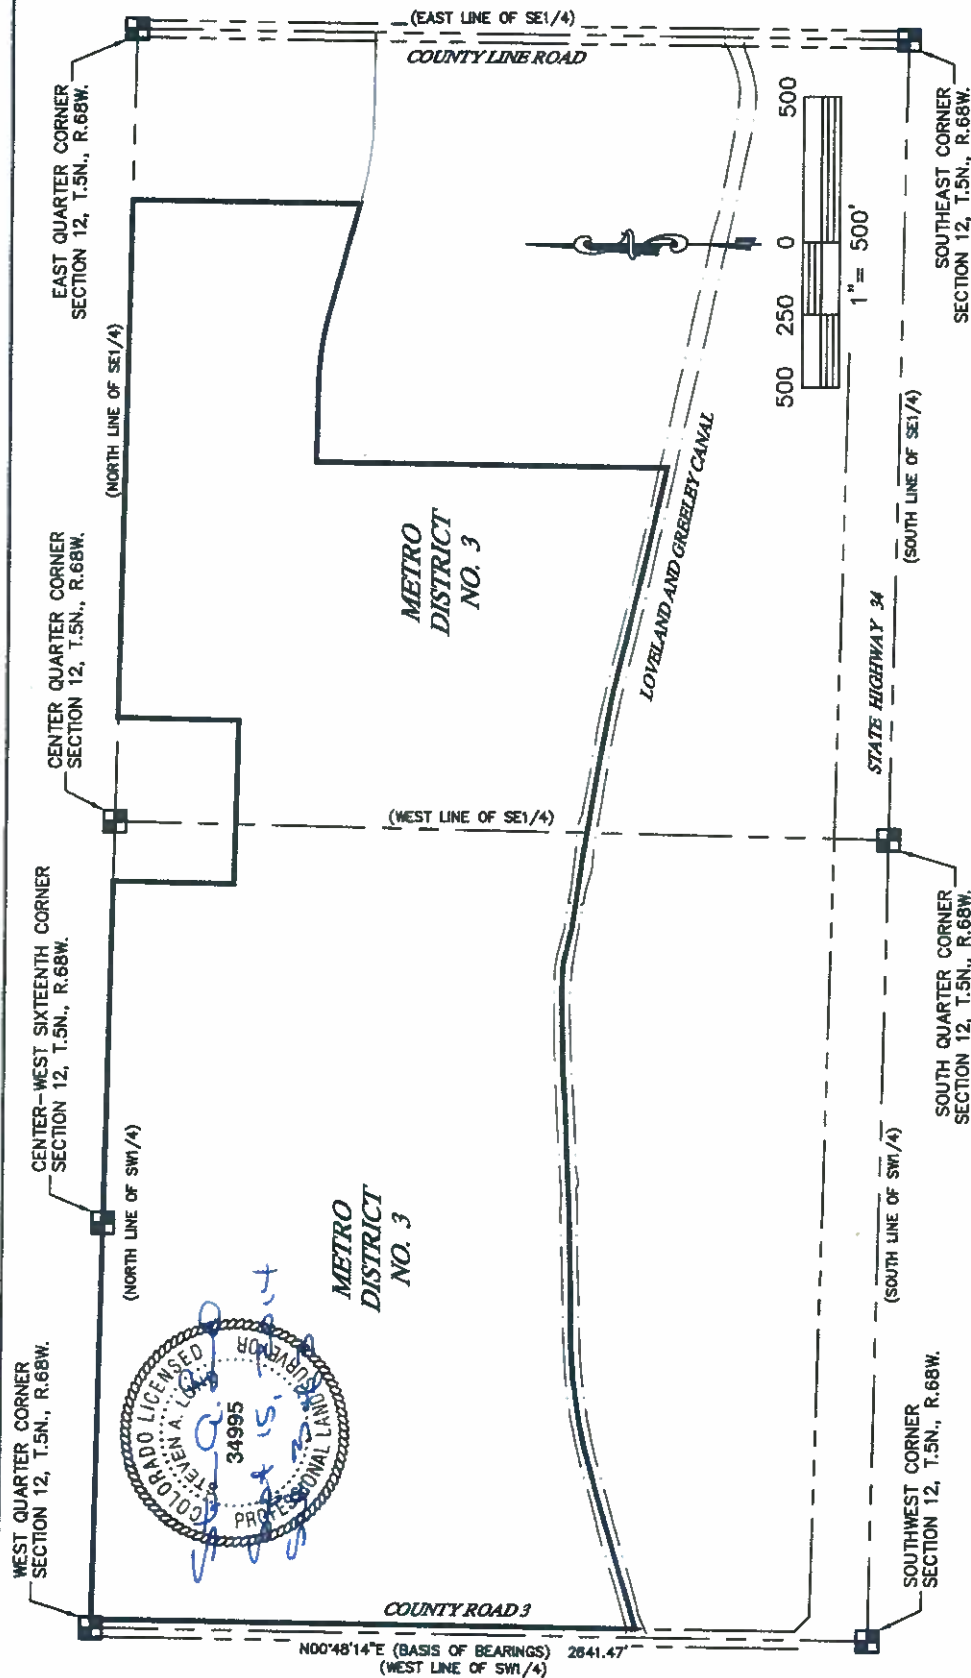 WEST QUARTER CORNER
SECTION 12, T.5N., R.68W.
CENTER-WEST SIXTEENTH CORNER
SECTION 12, T.5N., R.68W.
CENTER QUARTER CORNER
SECTION 12, T.5N., R.68W.
EAST QUARTER CORNER
SECTION 12, T.5N., R.68W.
(NORTH LINE OF SW1/4)
(NORTH LINE OF SE1/4)
(EAST LINE OF SE1/4)
COUNTY LINE ROAD
COLORADO LICENSED
STEVEN A.
34995
PROFESSIONAL LAND SURVEYOR
METRO
DISTRICT
NO. 3
METRO
DISTRICT
NO. 3
(WEST LINE OF SE1/4)
COUNTY ROAD 3
N00°48'14"E (BASIS OF BEARINGS) 2641.47'
(WEST LINE OF SW1/4)
LOVELAND AND GREELEY CANAL
500 250 0 500
1"= 500'
STATE HIGHWAY 34
(SOUTH LINE OF SW1/4)
(SOUTH LINE OF SE1/4)
SOUTHWEST CORNER
SECTION 12, T.5N., R.68W.
SOUTH QUARTER CORNER
SECTION 12, T.5N., R.68W.
SOUTHEAST CORNER
SECTION 12, T.5N., R.68W.